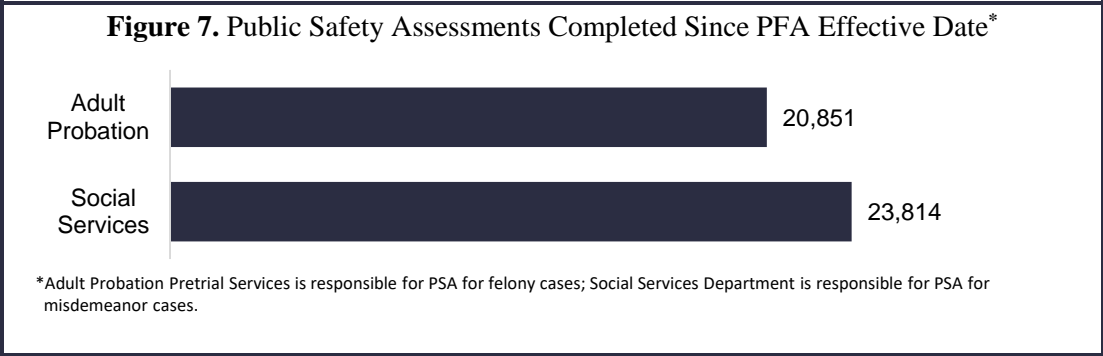 Figure 7. Public Safety Assessments Completed Since PFA Effective Date*
Adult
Probation
20,851
Social
Services
23,814
*Adult Probation Pretrial Services is responsible for PSA for felony cases; Social Services Department is responsible for PSA for
misdemeanor cases.